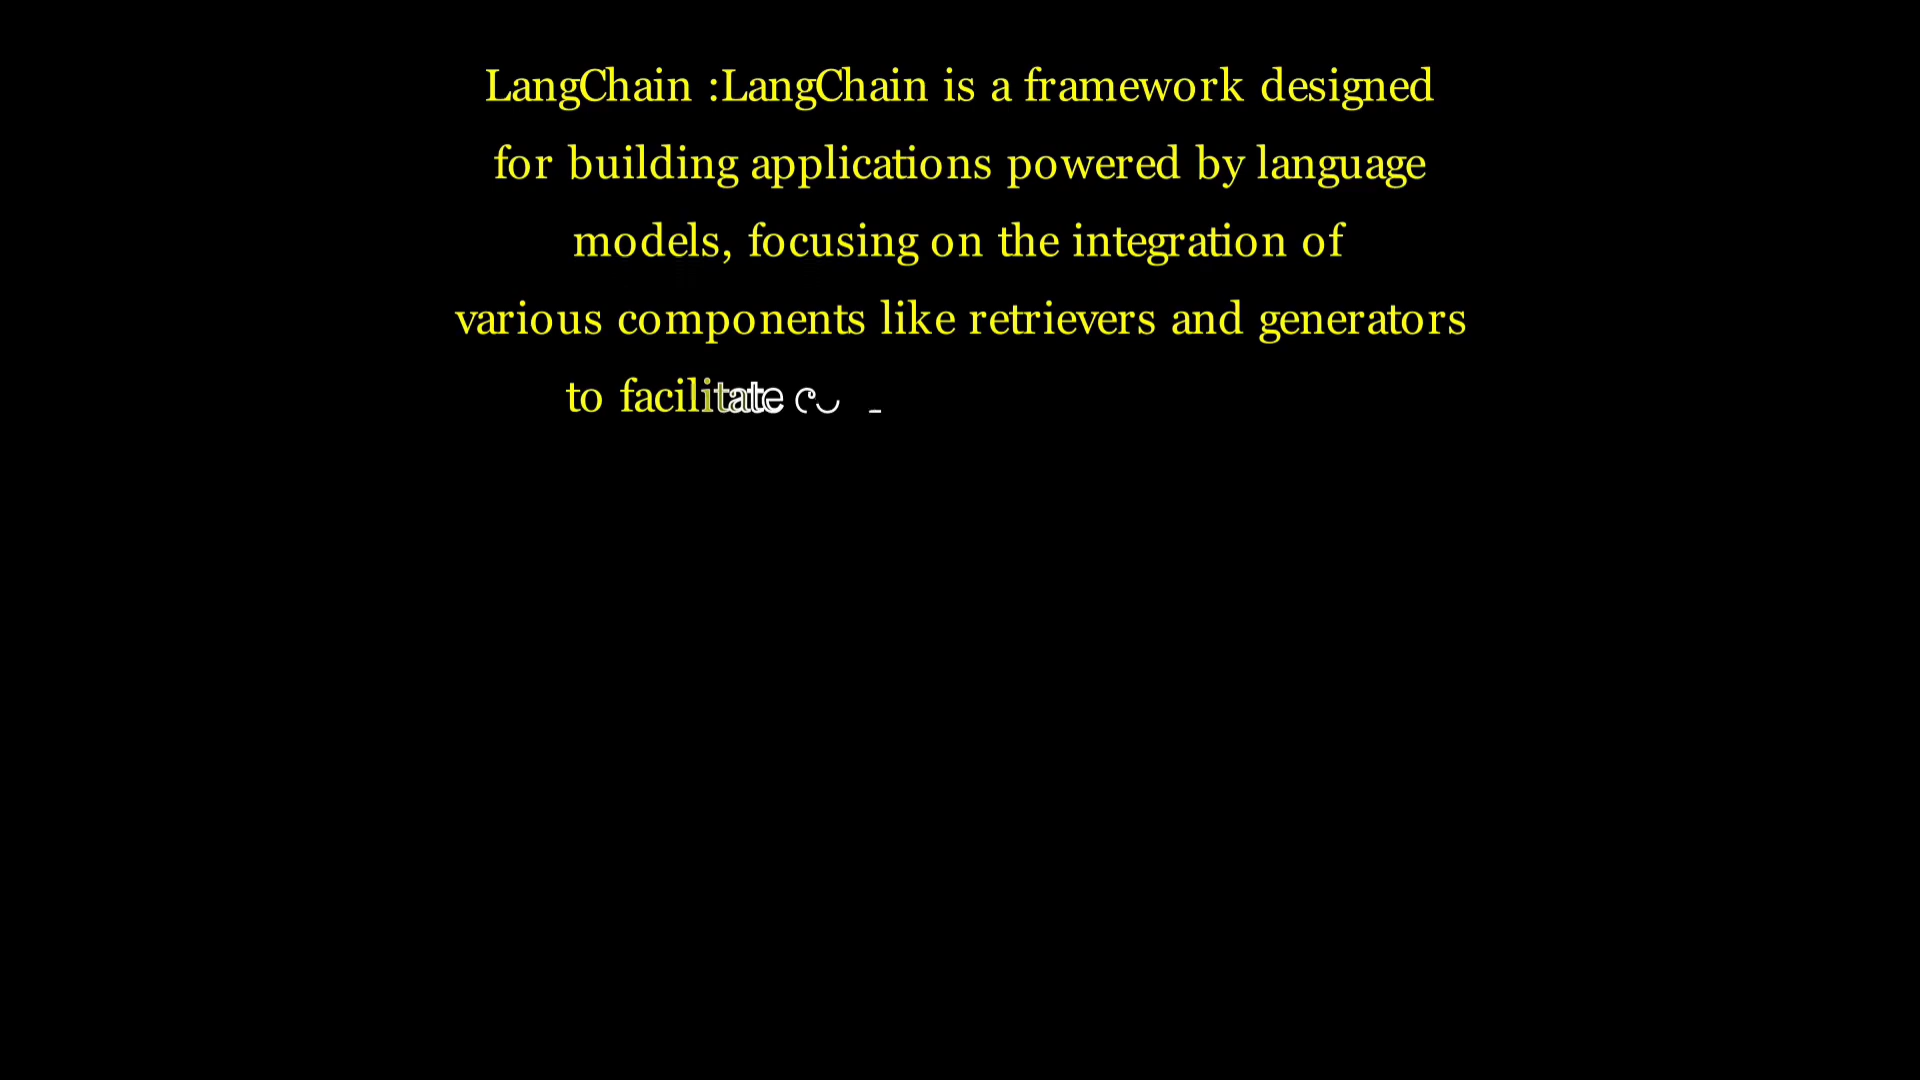 LangChain :LangChain is a framework designed
for building applications powered by language
models, focusing on the integration of
various components like retrievers and generators
to facilitate